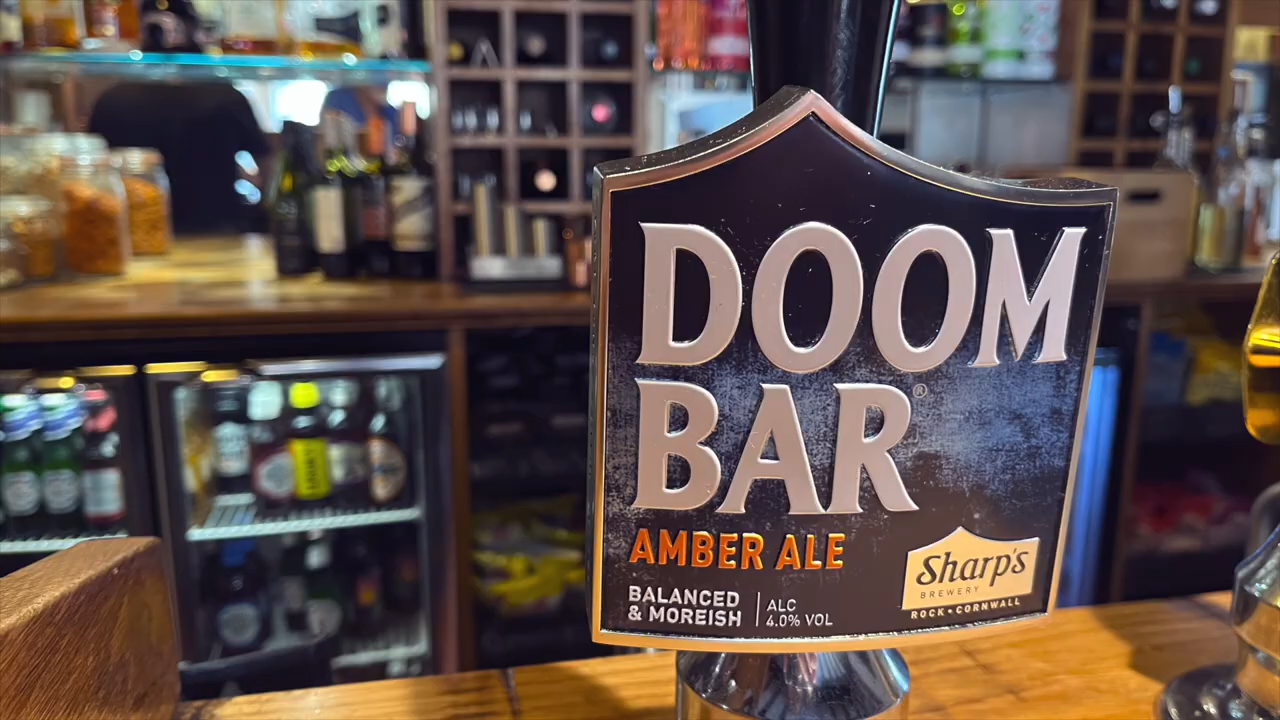 DOOM
BAR®
AMBER ALE
BALANCED
& MOREISH
ALC
4.0% VOL
Sharp's
BREWERY
ROCK • CORNWALL